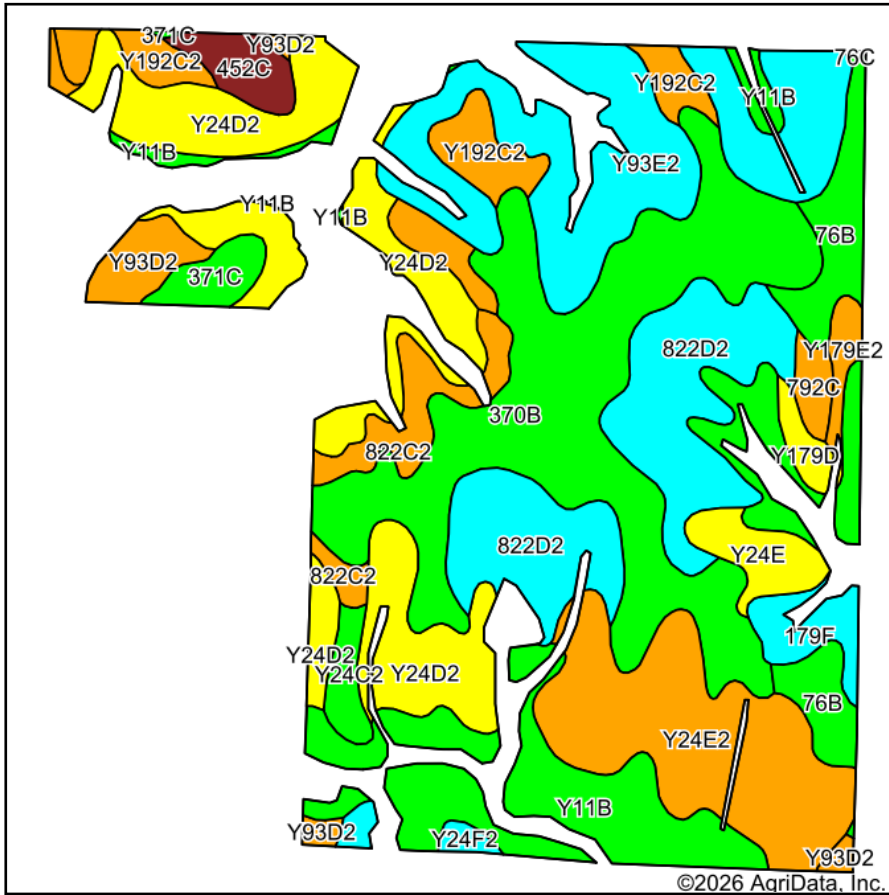 371C
Y93D2
Y192C2
452C
76C
Y192C2
Y11B
Y24D2
Y11B
Y192C2
Y93E2
Y11B
Y11B
76B
Y93D2
371C
Y24D2
822D2
Y179E2
792C
370B
822C2
Y179D
822D2
Y24E
822C2
179F
Y24D2
Y24C2
Y24D2
76B
Y24E2
Y11B
Y93D2
Y24F2
Y93D2
©2026 AgriData, Inc.